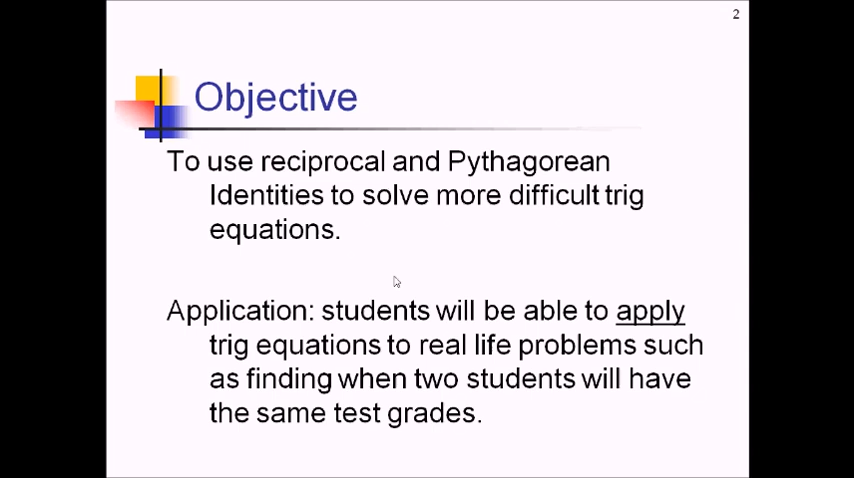 2
Objective
To use reciprocal and Pythagorean
Identities to solve more difficult trig
equations.
Application: students will be able to apply
trig equations to real life problems such
as finding when two students will have
the same test grades.